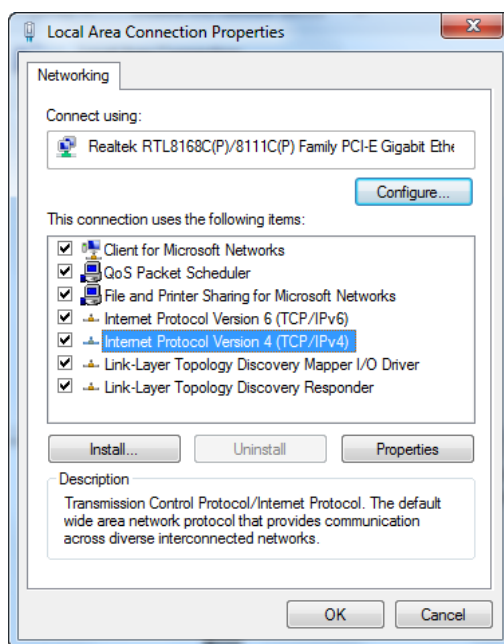 Local Area Connection Properties
Networking
Connect using:
Realtek RTL8168C(P)/8111C(P) Family PCI-E Gigabit Ethe
Configure...
This connection uses the following items:
Client for Microsoft Networks
QoS Packet Scheduler
File and Printer Sharing for Microsoft Networks
Internet Protocol Version 6 (TCP/IPv6)
Internet Protocol Version 4 (TCP/IPv4)
Link-Layer Topology Discovery Mapper I/O Driver
Link-Layer Topology Discovery Responder
Install... Uninstall Properties
Description
Transmission Control Protocol/Internet Protocol. The default
wide area network protocol that provides communication
across diverse interconnected networks.
OK Cancel